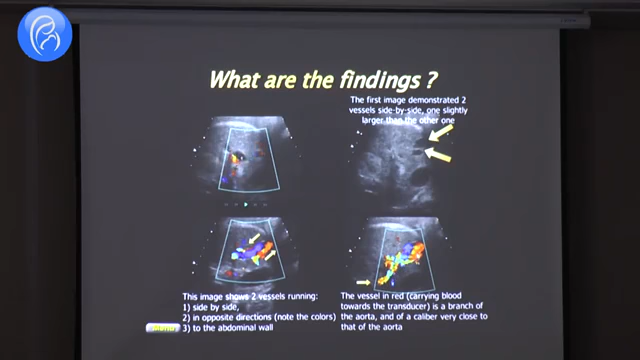 What are the findings ?
The first image demonstrated 2
vessels side-by-side, one slightly
larger than the other one
This image shows 2 vessels running:
1) side by side,
2) in opposite directions (note the colors)
3) to the abdominal wall
The vessel in red (carrying blood
towards the transducer) is a branch of
the aorta, and of a caliber very close to
that of the aorta